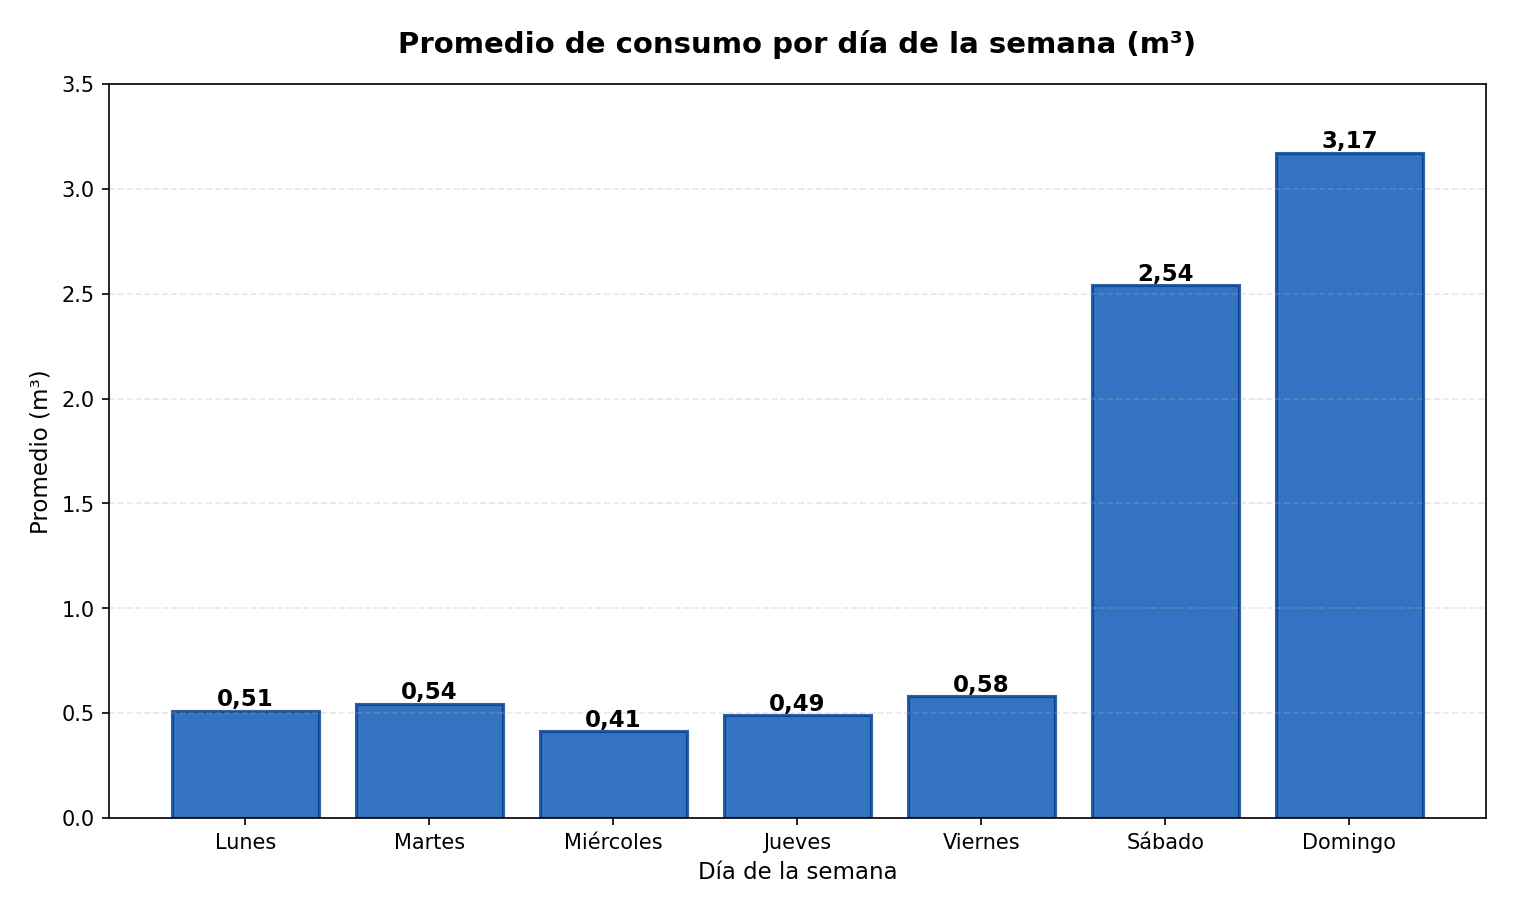 Promedio de consumo por día de la semana (m³)
Promedio (m³)
3.5
3.0
2.5
2.0
1.5
1.0
0.5
0.0
0,51
0,54
0,41
0,49
0,58
2,54
3,17
Lunes
Martes
Miércoles
Jueves
Viernes
Sábado
Domingo
Día de la semana